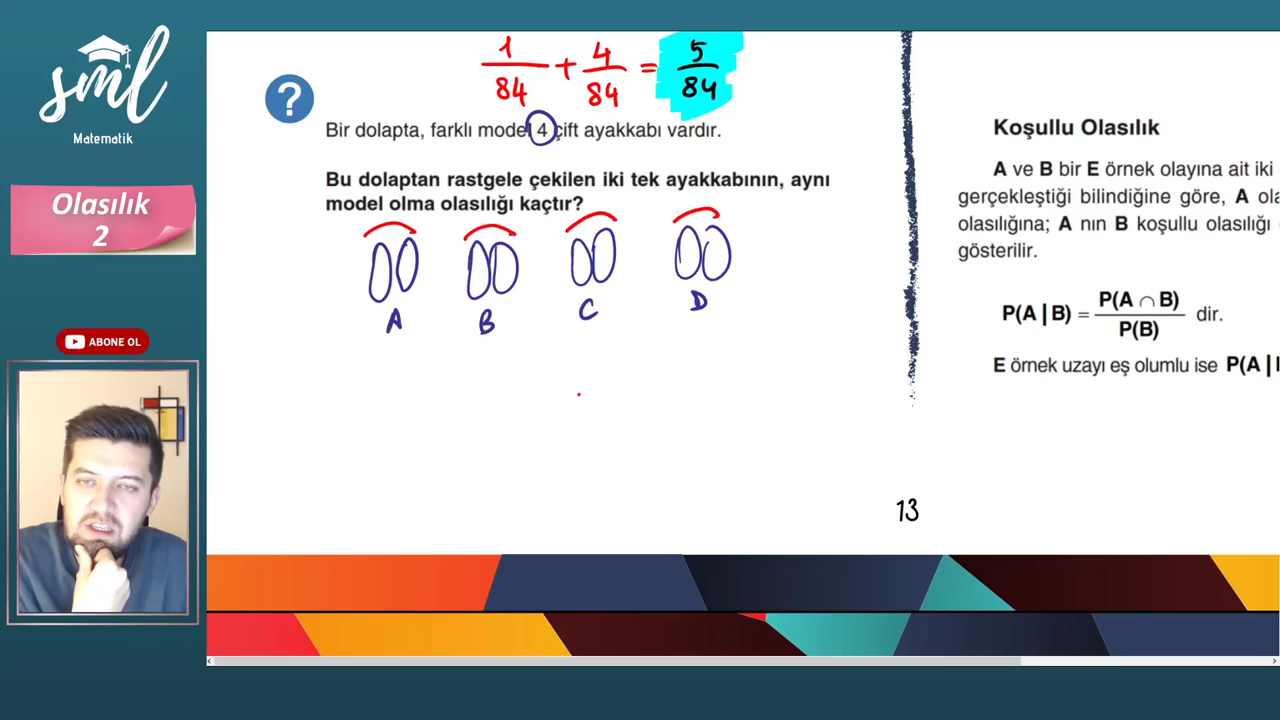 sml
Matematik
Olasılık
2
ABONE OL
1/84 + 4/84 = 5/84
?
Bir dolapta, farklı model 4 çift ayakkabı vardır.
Bu dolaptan rastgele çekilen iki tek ayakkabının, aynı
model olma olasılığı kaçtır?
A B C D
13
Koşullu Olasılık
A ve B bir E örnek olayına ait iki
gerçekleştiği bilindiğine göre, A ola
olasılığına; A nın B koşullu olasılığı
gösterilir.
P(A | B) = P(A ∩ B) / P(B) dir.
E örnek uzayı eş olumlu ise P(A |